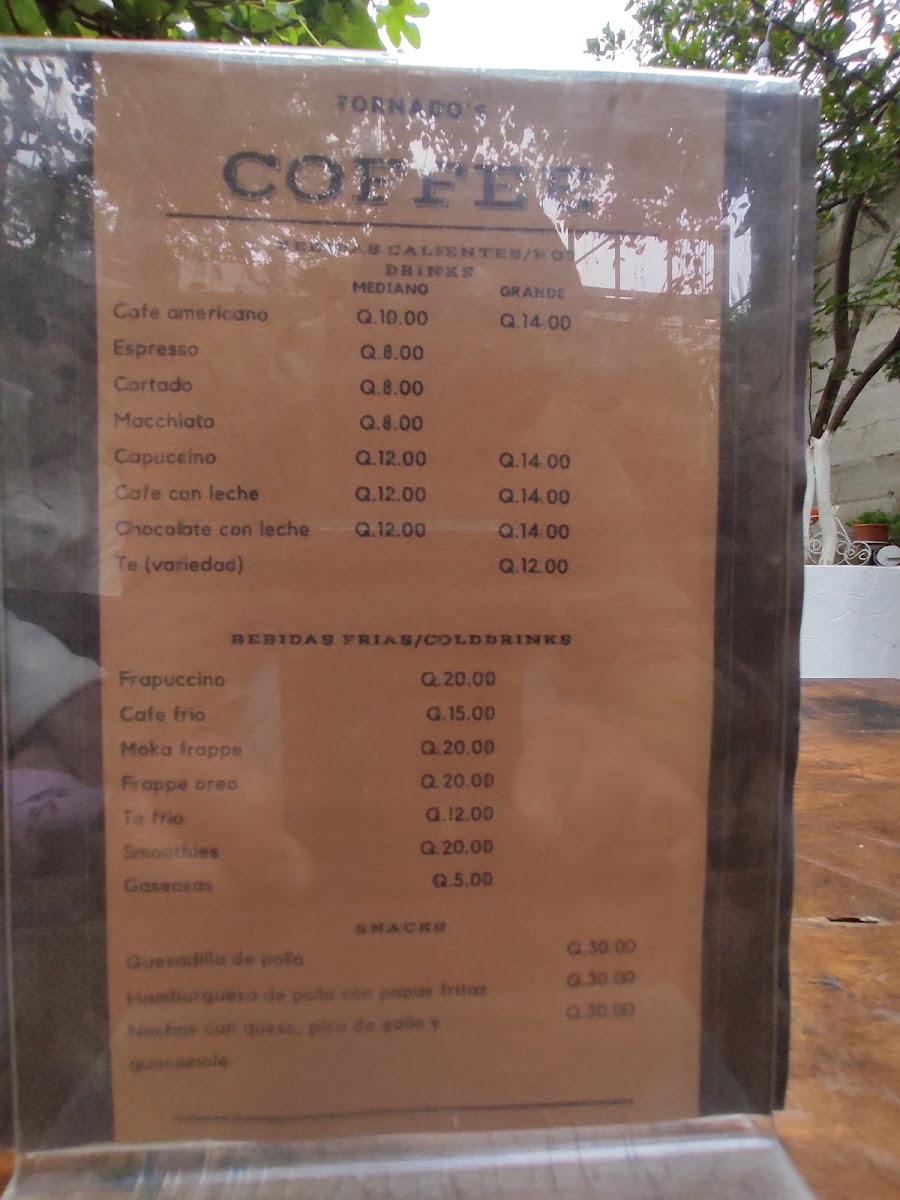 TORNADO'S
COFFEE
BEBIDAS CALIENTES/HOT
DRINKS
MEDIANO GRANDE
Cafe americano Q.10.00 Q.14.00
Espresso Q.8.00
Cortado Q.8.00
Macchiato Q.8.00
Capuccino Q.12.00 Q.14.00
Cafe con leche Q.12.00 Q.14.00
Chocolate con leche Q.12.00 Q.14.00
Te (variedad) Q.12.00
BEBIDAS FRIAS/COLDDRINKS
Frapuccino Q.20.00
Cafe frio Q.15.00
Moka frappe Q.20.00
Frappe oreo Q.20.00
Te frio Q.12.00
Smoothies Q.20.00
Gaseosas Q.5.00
SNACKS
Quesadilla de pollo Q.30.00
Hamburguesa de pollo con papas fritas Q.30.00
Nachos con queso, pico de gallo y Q.30.00
guacamole